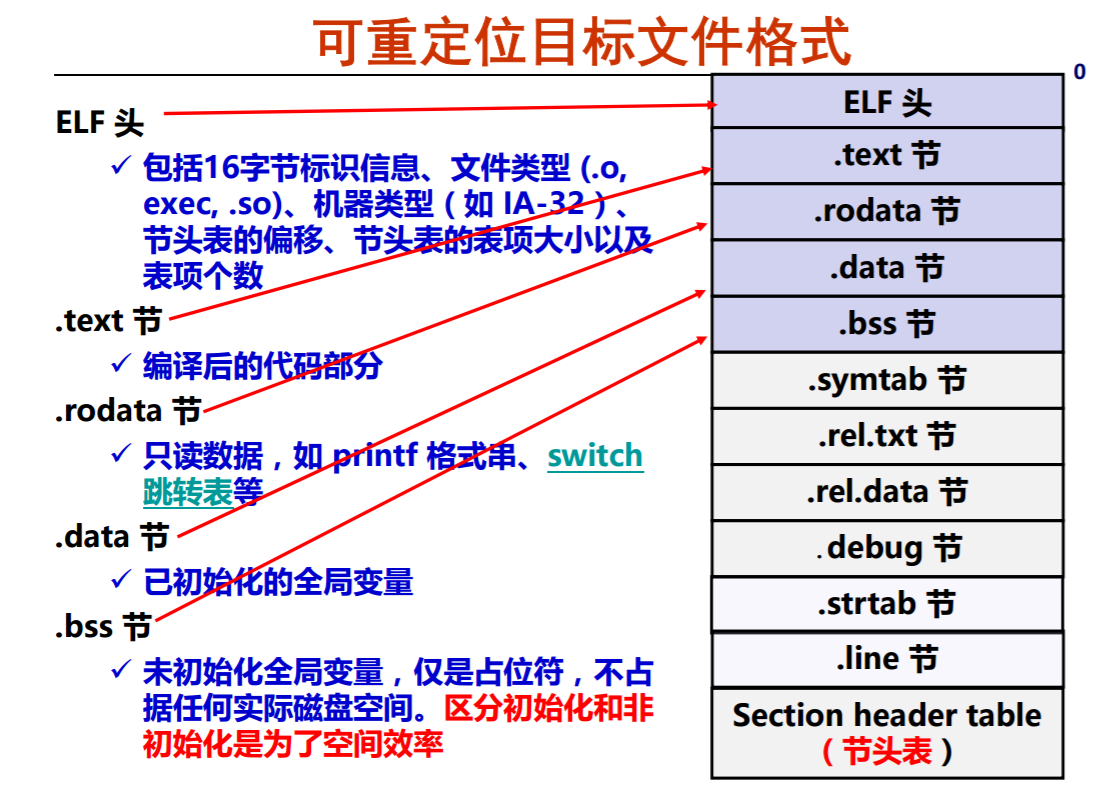 可重定位目标文件格式
ELF 头
包括16字节标识信息、文件类型 (.o,
exec, .so)、机器类型（如 IA-32）、
节头表的偏移、节头表的表项大小以及
表项个数
.text 节
编译后的代码部分
.rodata 节
只读数据，如 printf 格式串、switch
跳转表等
.data 节
已初始化的全局变量
.bss 节
未初始化全局变量，仅是占位符，不占
据任何实际磁盘空间。区分初始化和非
初始化是为了空间效率
0
ELF 头
.text 节
.rodata 节
.data 节
.bss 节
.symtab 节
.rel.txt 节
.rel.data 节
.debug 节
.strtab 节
.line 节
Section header table
（节头表）